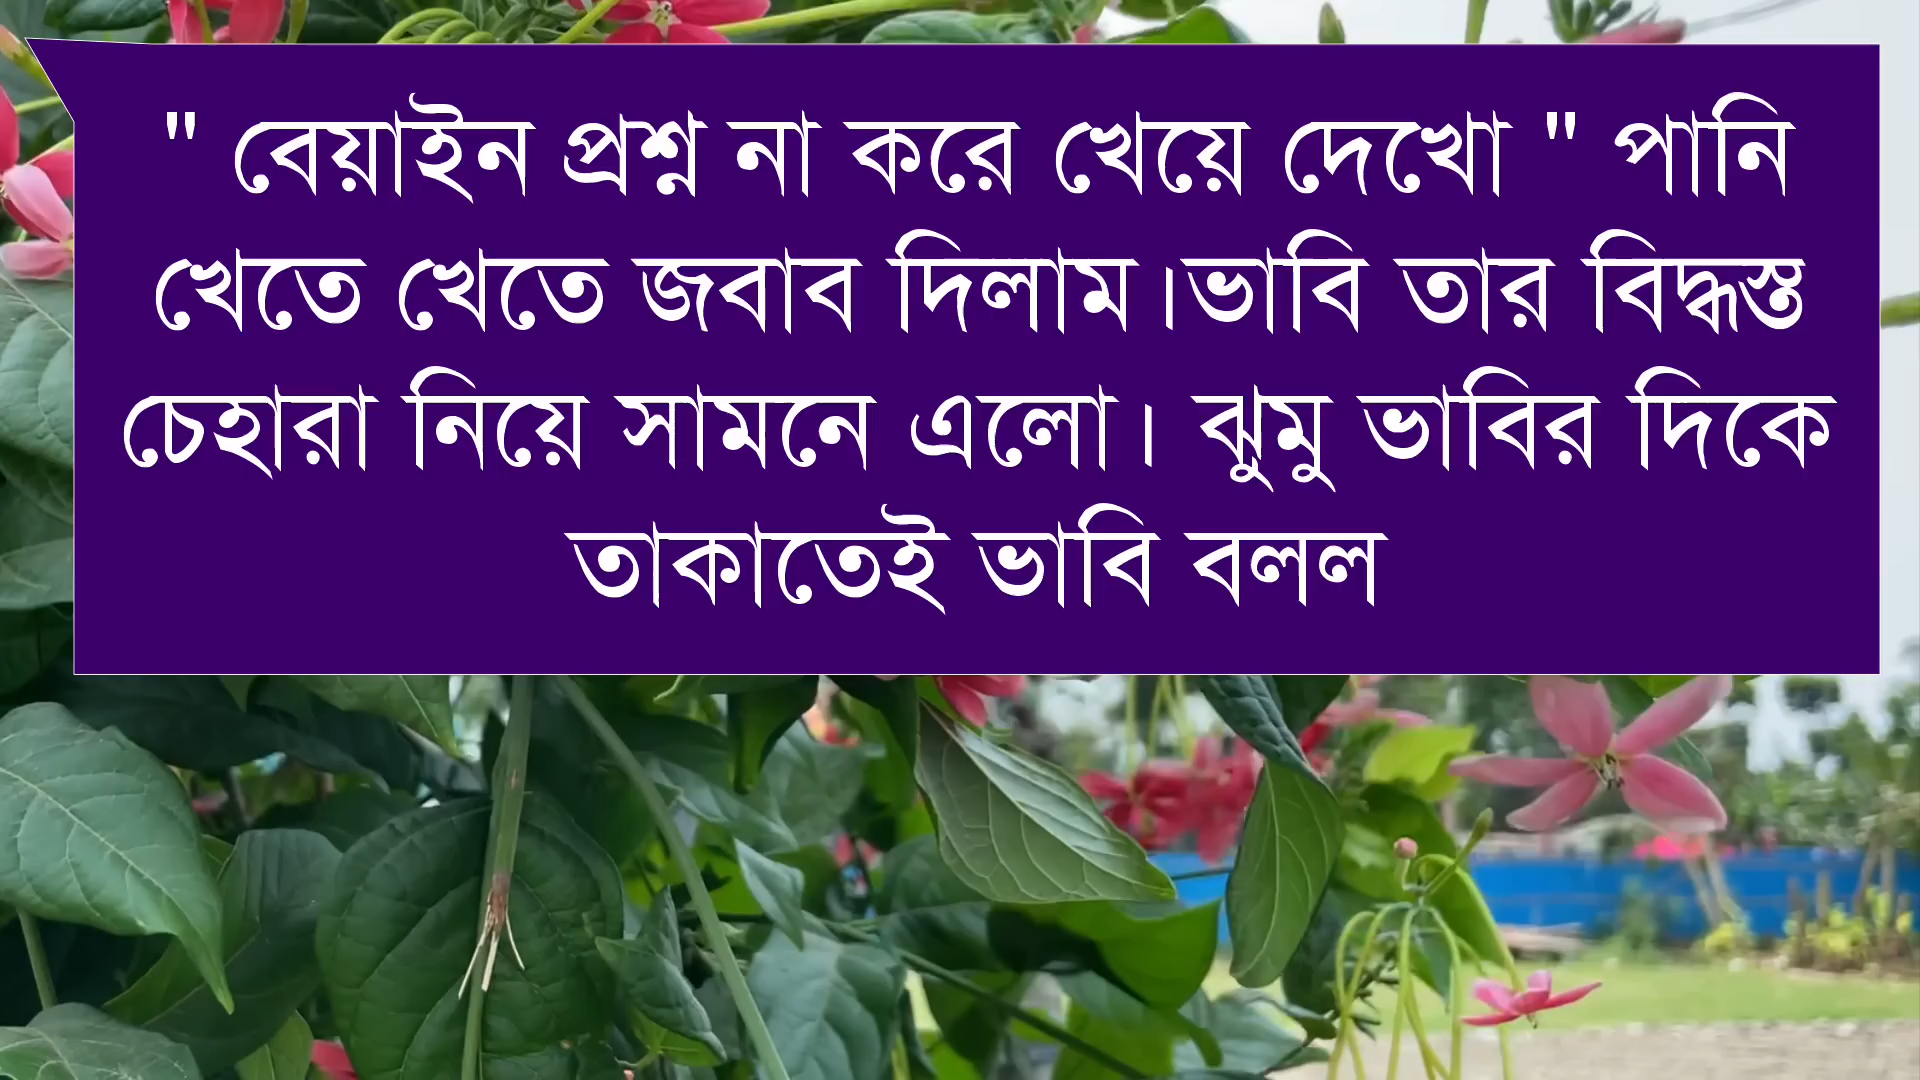 " বেয়াইন প্রশ্ন না করে খেয়ে দেখো " পানি
খেতে খেতে জবাব দিলাম।ভাবি তার বিদ্ধস্ত
চেহারা নিয়ে সামনে এলো। ঝুমু ভাবির দিকে
তাকাতেই ভাবি বলল